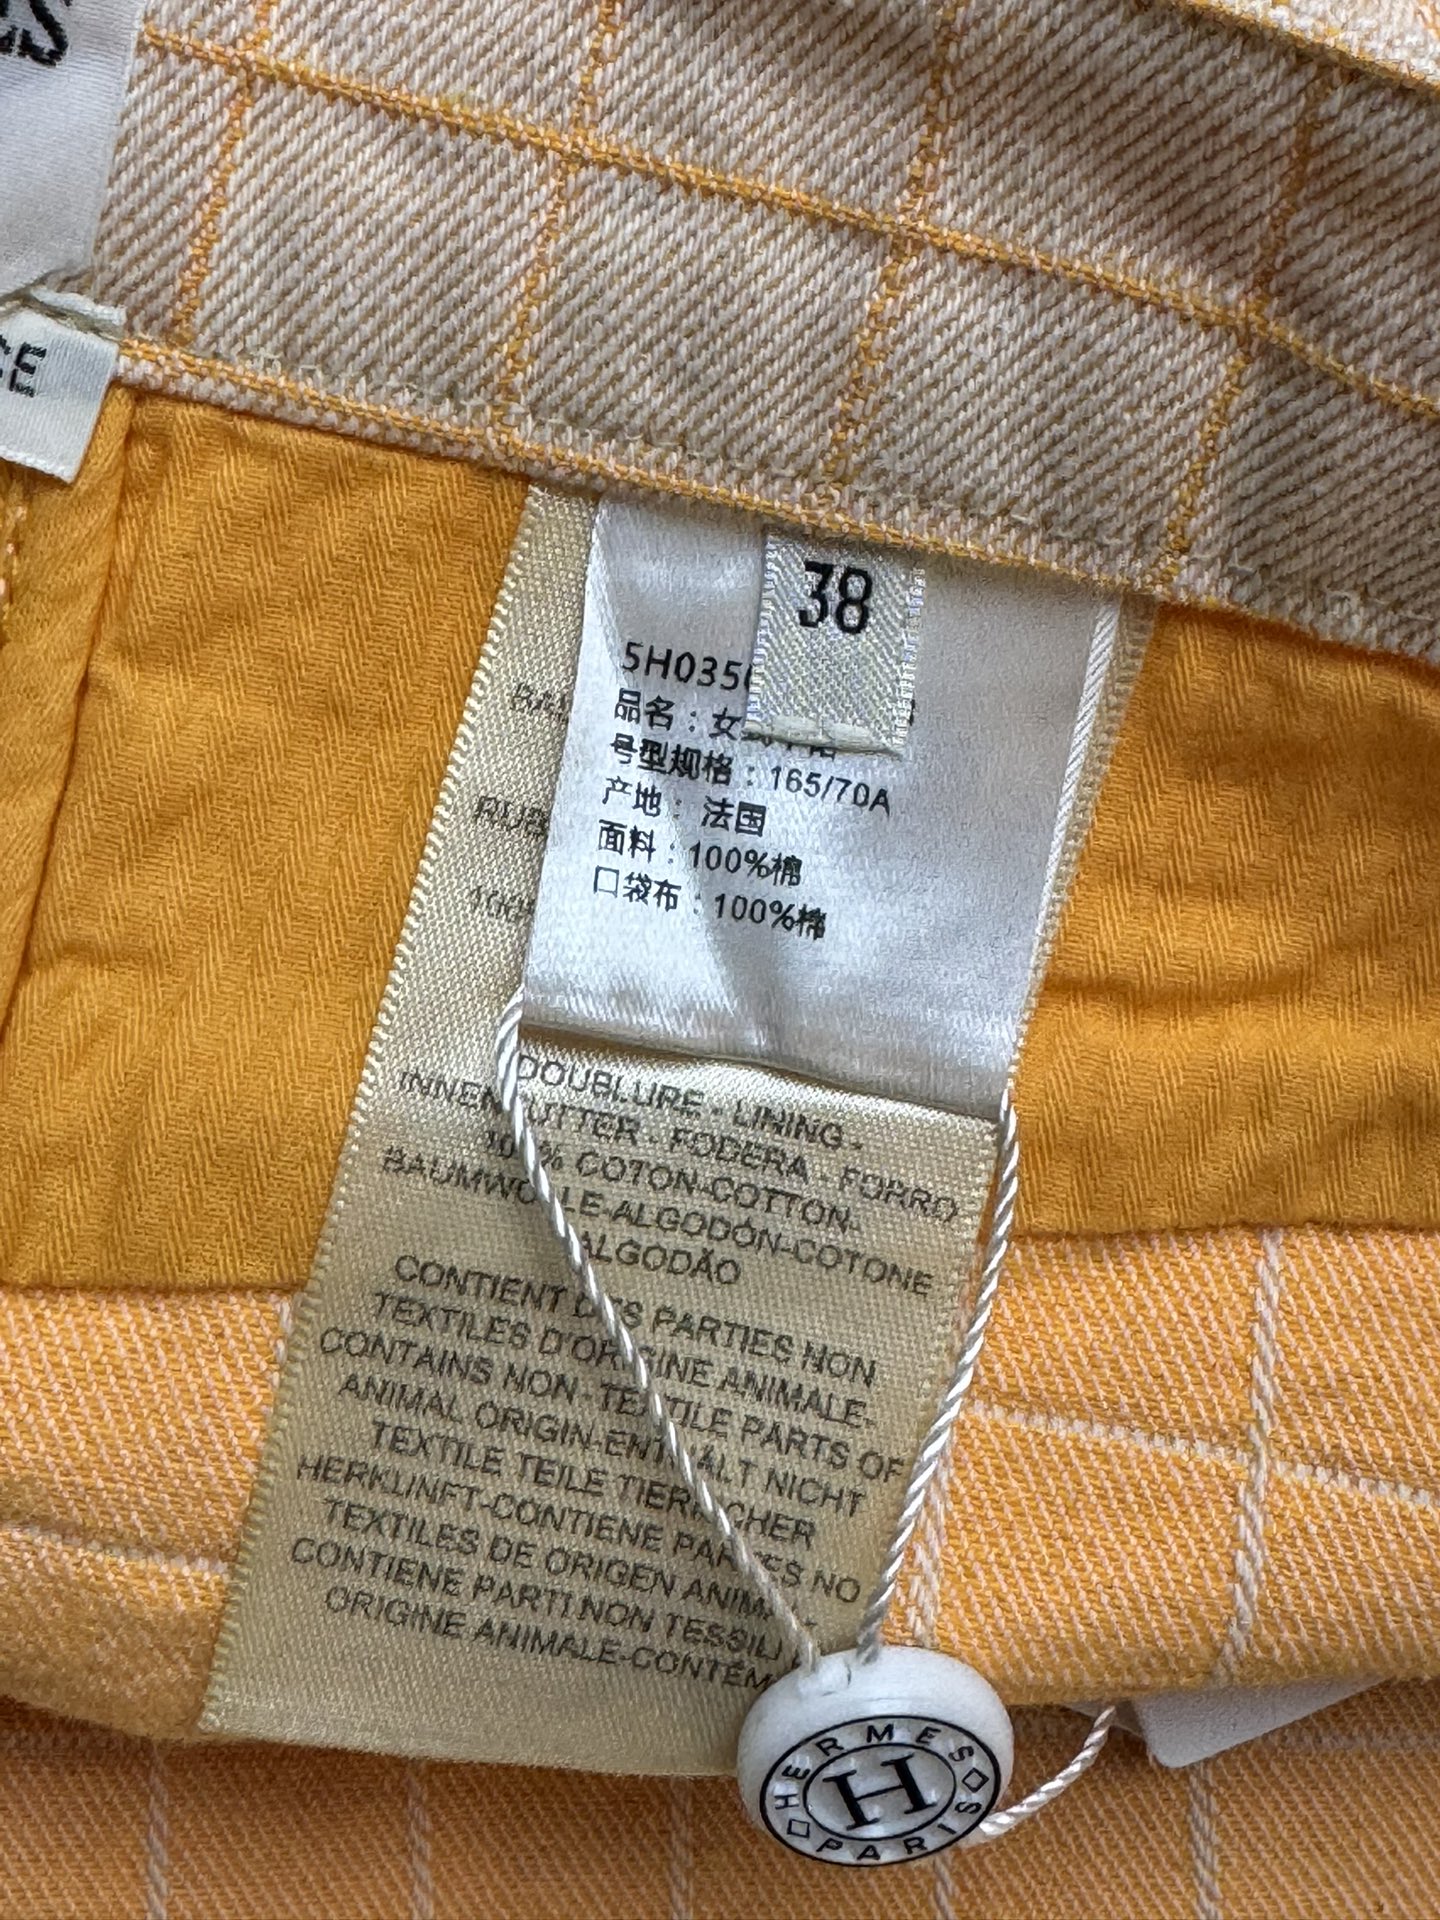 38
5H035
品名：女
号型规格：165/70A
产地：法国
面料：100%棉
口袋布：100%棉
DOUBLURE - LINING -
INNENFUTTER - FODERA - FORRO
100% COTON-COTTON-
BAUMWOLLE-ALGODÓN-COTONE
ALGODÃO
CONTIENT DES PARTIES NON
TEXTILES D'ORIGINE ANIMALE-
CONTAINS NON-TEXTILE PARTS OF
ANIMAL ORIGIN-ENTHÄLT NICHT
TEXTILE TEILE TIERISCHER
HERKUNFT-CONTIENE PARTES NO
TEXTILES DE ORIGEN ANIMAL-
CONTIENE PARTI NON TESSILI
ORIGINE ANIMALE-CONTÉM
HERMES
H
PARIS